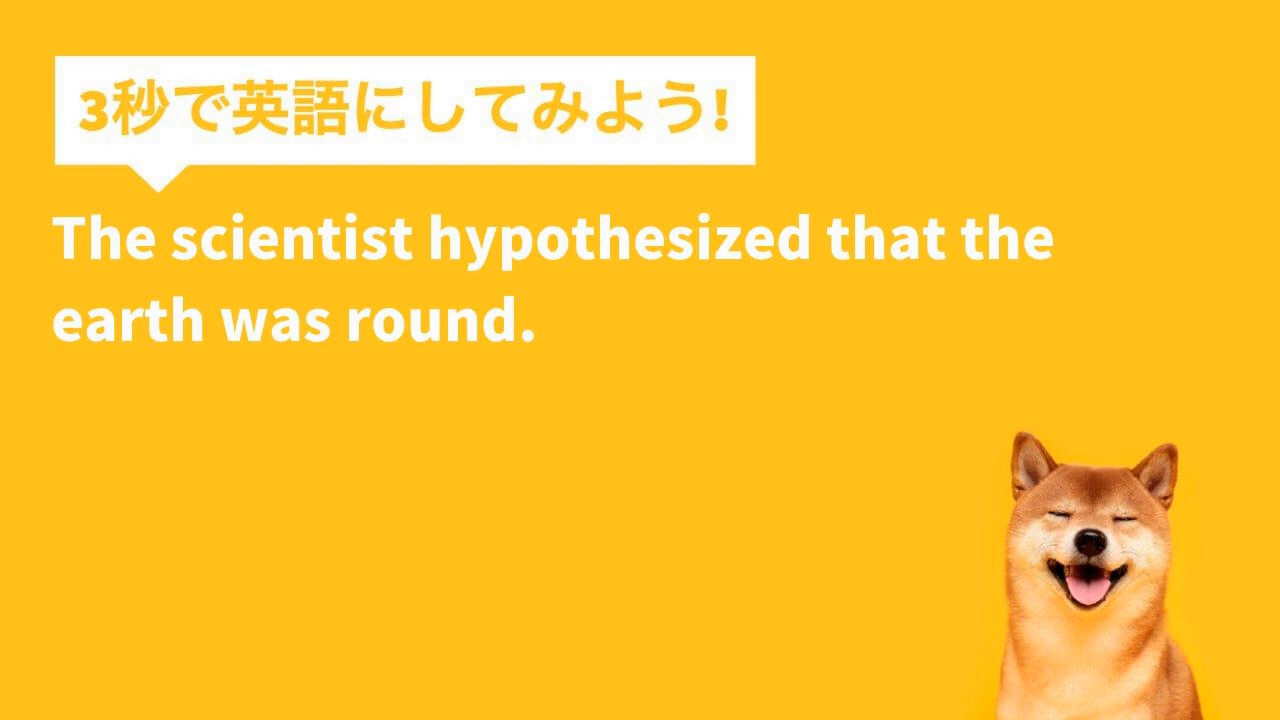 3秒で英語にしてみよう!
The scientist hypothesized that the
earth was round.